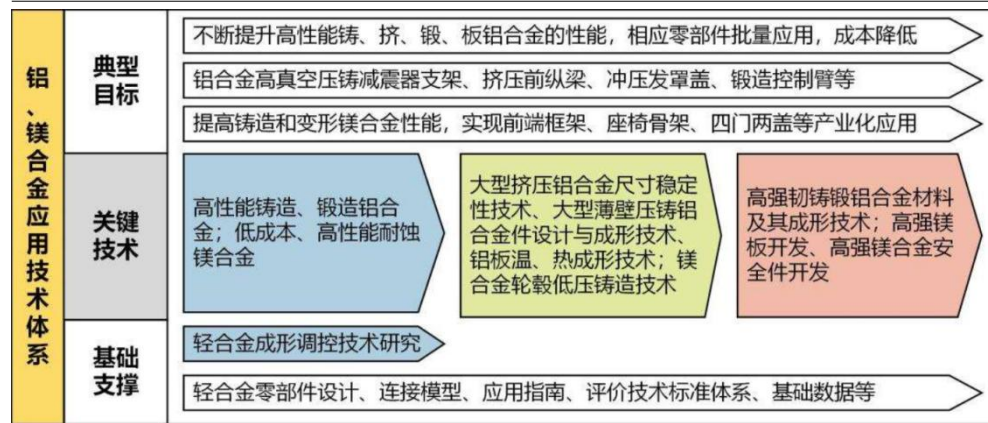 铝、镁合金应用技术体系
典型
目标
不断提升高性能铸、挤、锻、板铝合金的性能，相应零部件批量应用，成本降低
铝合金高真空压铸减震器支架、挤压前纵梁、冲压发罩盖、锻造控制臂等
提高铸造和变形镁合金性能，实现前端框架、座椅骨架、四门两盖等产业化应用
关键
技术
高性能铸造、锻造铝合
金；低成本、高性能耐蚀
镁合金
大型挤压铝合金尺寸稳定
性技术、大型薄壁压铸铝
合金件设计与成形技术、
铝板温、热成形技术；镁
合金轮毂低压铸造技术
高强韧铸锻铝合金材料
及其成形技术；高强镁
板开发、高强镁合金安
全件开发
基础
支撑
轻合金成形调控技术研究
轻合金零部件设计、连接模型、应用指南、评价技术标准体系、基础数据等